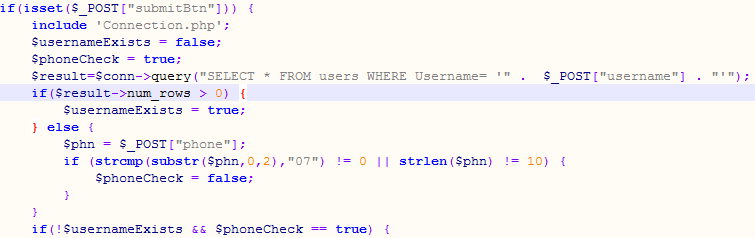 if(isset($_POST["submitBtn"])) {
    include 'Connection.php';
    $usernameExists = false;
    $phoneCheck = true;
    $result=$conn->query("SELECT * FROM users WHERE Username= '" .  $_POST["username"] . "'");
    if($result->num_rows > 0) {
        $usernameExists = true;
    } else {
        $phn = $_POST["phone"];
        if (strcmp(substr($phn,0,2),"07") != 0 || strlen($phn) != 10) {
            $phoneCheck = false;
        }
    }
    if(!$usernameExists && $phoneCheck == true) {